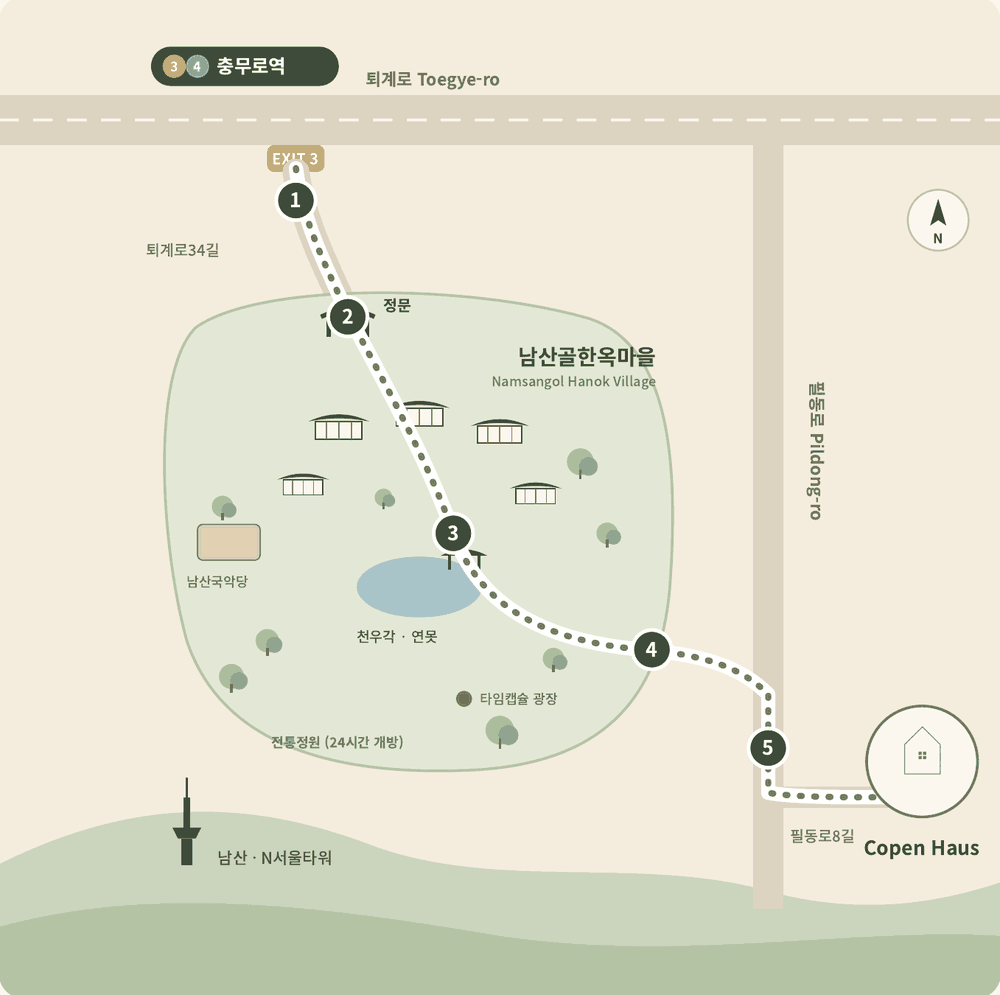 3 4 충무로역
퇴계로 Toegye-ro
EXIT 3
1
퇴계로34길
N
2
정문
남산골한옥마을
Namsangol Hanok Village
필동로 Pildong-ro
3
남산국악당
천우각 · 연못
4
타임캡슐 광장
전통정원 (24시간 개방)
5
필동로8길
Copen Haus
남산 · N서울타워